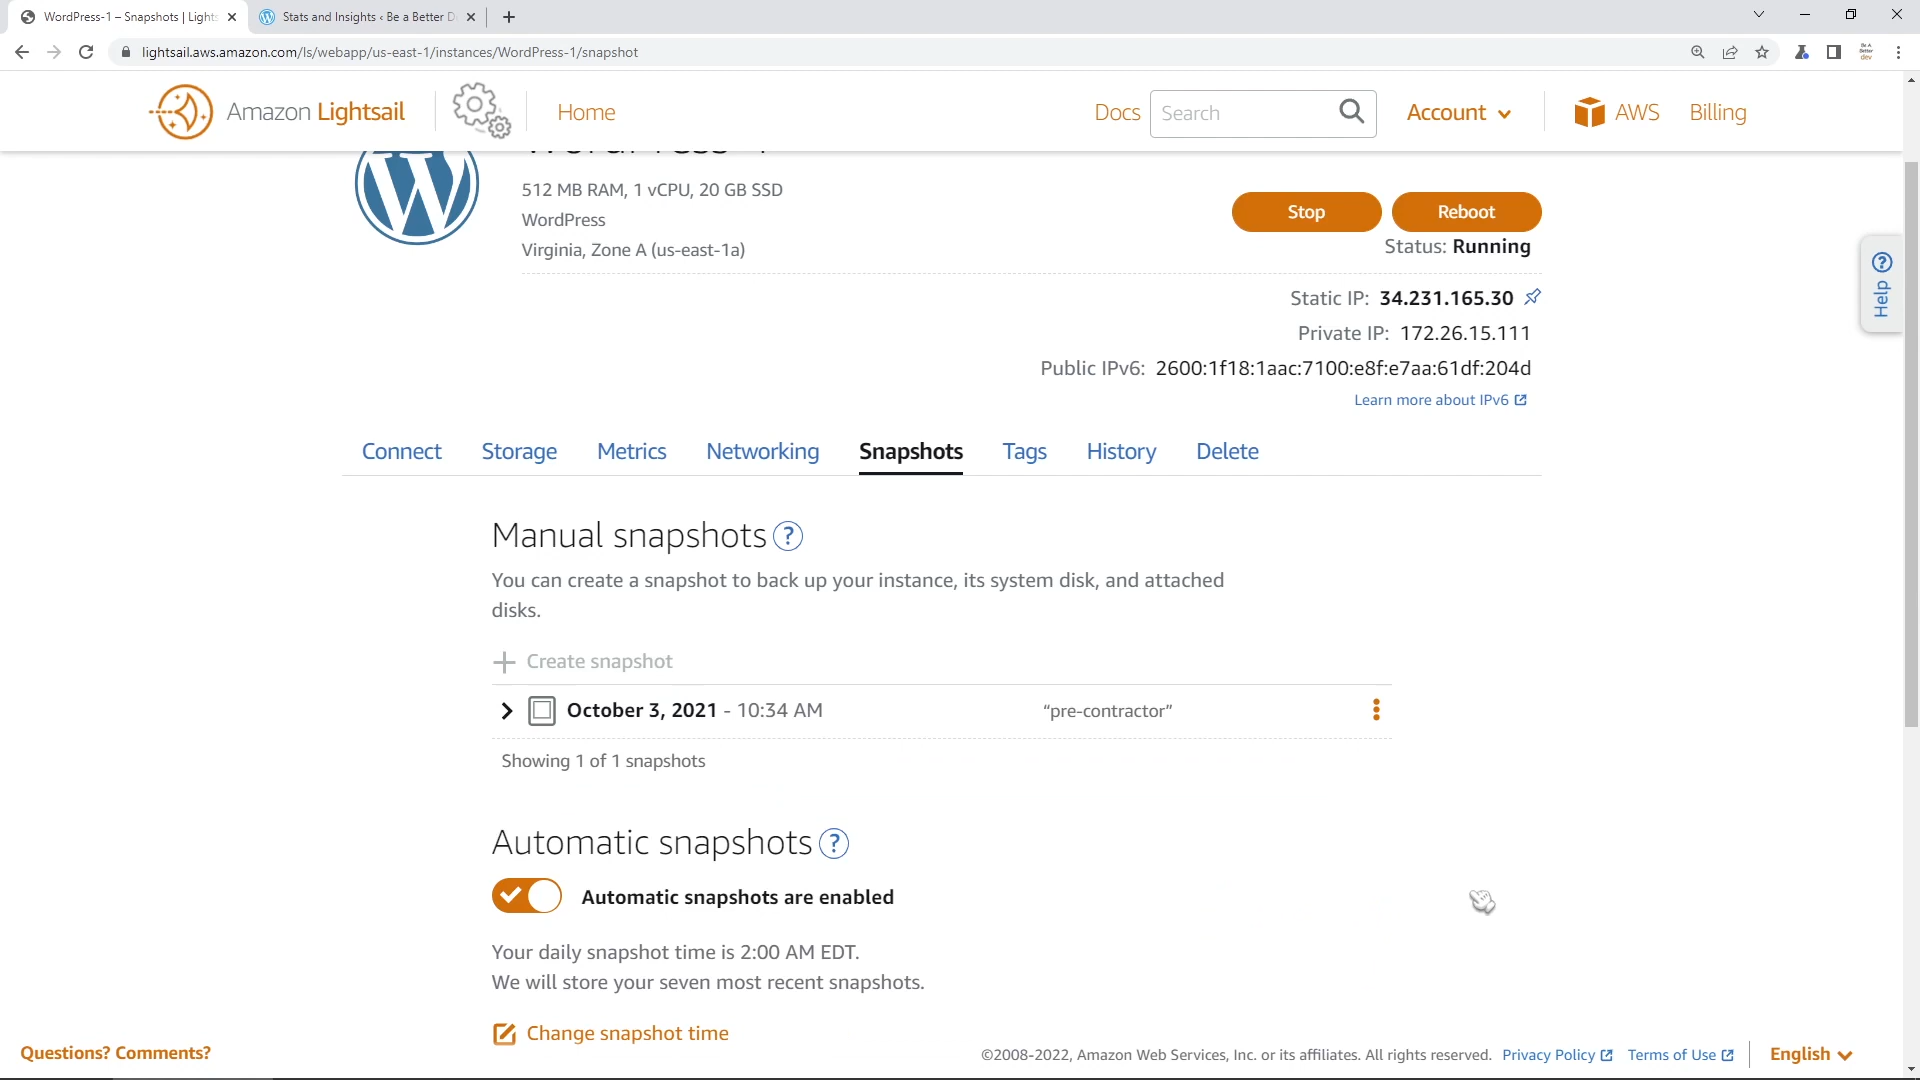 WordPress-1 – Snapshots | Lights
Stats and Insights ‹ Be a Better D
lightsail.aws.amazon.com/ls/webapp/us-east-1/instances/WordPress-1/snapshot
Be A
Better
dev
Amazon Lightsail
Home
Docs
Search
Account
AWS
Billing
WordPress-1
512 MB RAM, 1 vCPU, 20 GB SSD
WordPress
Virginia, Zone A (us-east-1a)
Stop
Reboot
Status: Running
Static IP: 34.231.165.30
Private IP: 172.26.15.111
Public IPv6: 2600:1f18:1aac:7100:e8f:e7aa:61df:204d
Learn more about IPv6
Help
Connect
Storage
Metrics
Networking
Snapshots
Tags
History
Delete
Manual snapshots
You can create a snapshot to back up your instance, its system disk, and attached
disks.
Create snapshot
October 3, 2021 - 10:34 AM
“pre-contractor”
Showing 1 of 1 snapshots
Automatic snapshots
Automatic snapshots are enabled
Your daily snapshot time is 2:00 AM EDT.
We will store your seven most recent snapshots.
Change snapshot time
Questions? Comments?
©2008-2022, Amazon Web Services, Inc. or its affiliates. All rights reserved.
Privacy Policy
Terms of Use
English